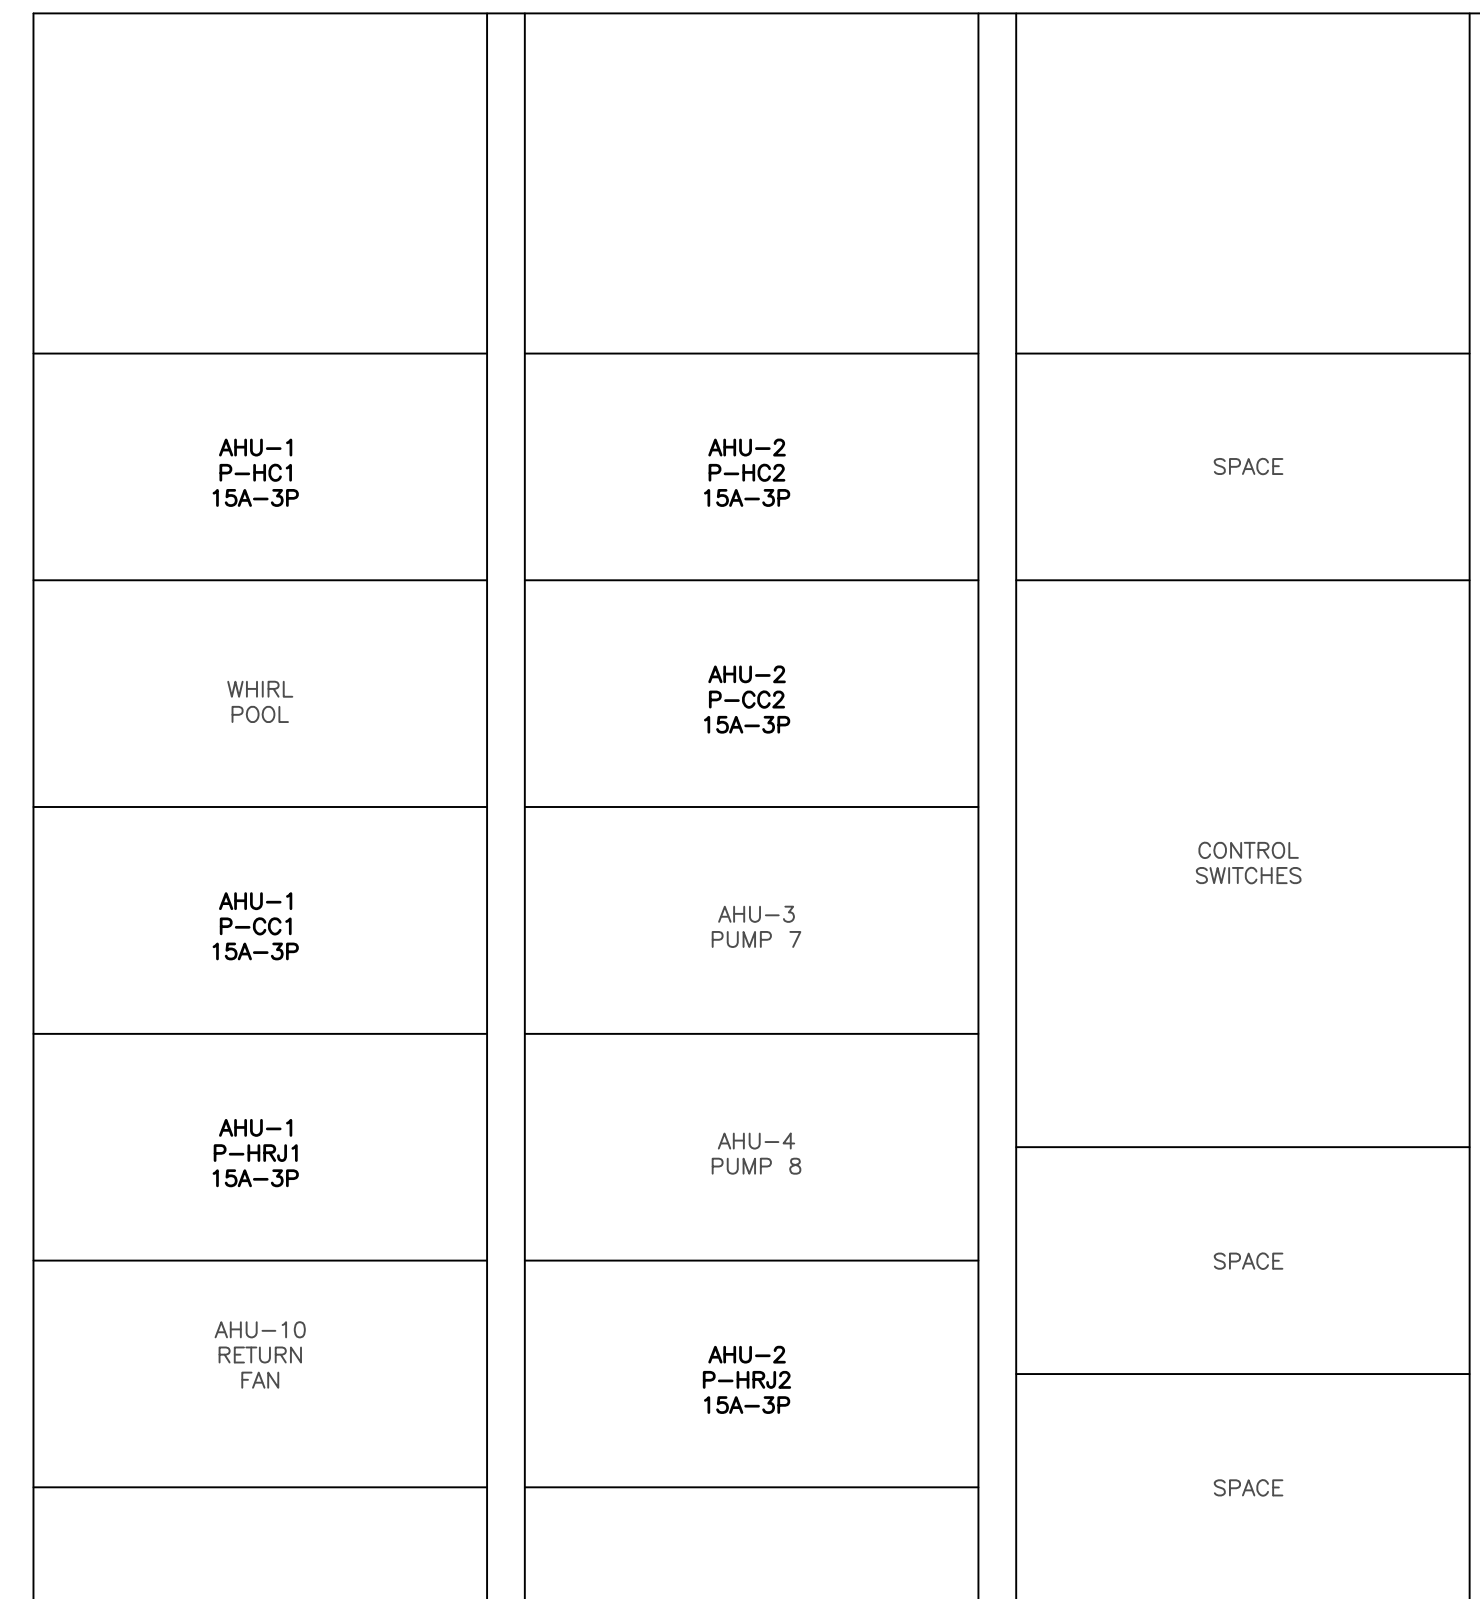 AHU-1
P-HC1
15A-3P
WHIRL
POOL
AHU-1
P-CC1
15A-3P
AHU-1
P-HRJ1
15A-3P
AHU-10
RETURN
FAN
AHU-2
P-HC2
15A-3P
AHU-2
P-CC2
15A-3P
AHU-3
PUMP 7
AHU-4
PUMP 8
AHU-2
P-HRJ2
15A-3P
SPACE
CONTROL
SWITCHES
SPACE
SPACE